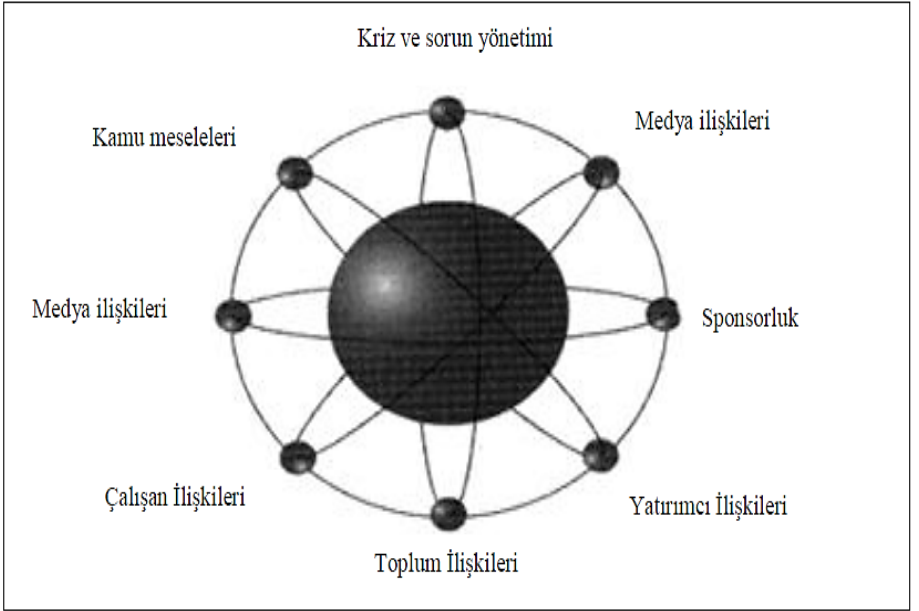 Kriz ve sorun yönetimi
Medya ilişkileri
Kamu meseleleri
Medya ilişkileri
Sponsorluk
Çalışan İlişkileri
Yatırımcı İlişkileri
Toplum İlişkileri